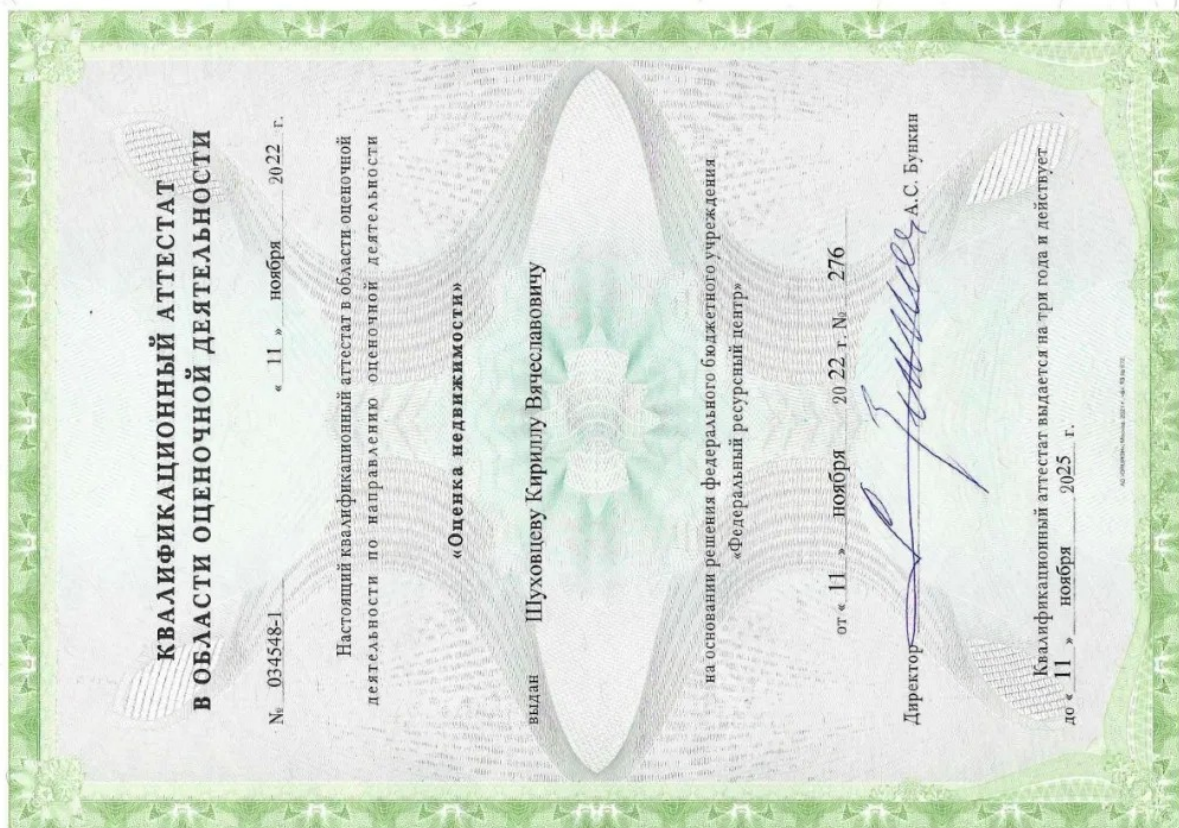 КВАЛИФИКАЦИОННЫЙ АТТЕСТАТ
В ОБЛАСТИ ОЦЕНОЧНОЙ ДЕЯТЕЛЬНОСТИ
№ 034548-1 « 11 » ноября 2022 г.
Настоящий квалификационный аттестат в области оценочной
деятельности по направлению оценочной деятельности
«Оценка недвижимости»
выдан Шуховцеву Кириллу Вячеславовичу
на основании решения федерального бюджетного учреждения
«Федеральный ресурсный центр»
от « 11 » ноября 20 22 г. № 276
Директор А.С. Бункин
Квалификационный аттестат выдается на три года и действует
до « 11 » ноября 2025 г.